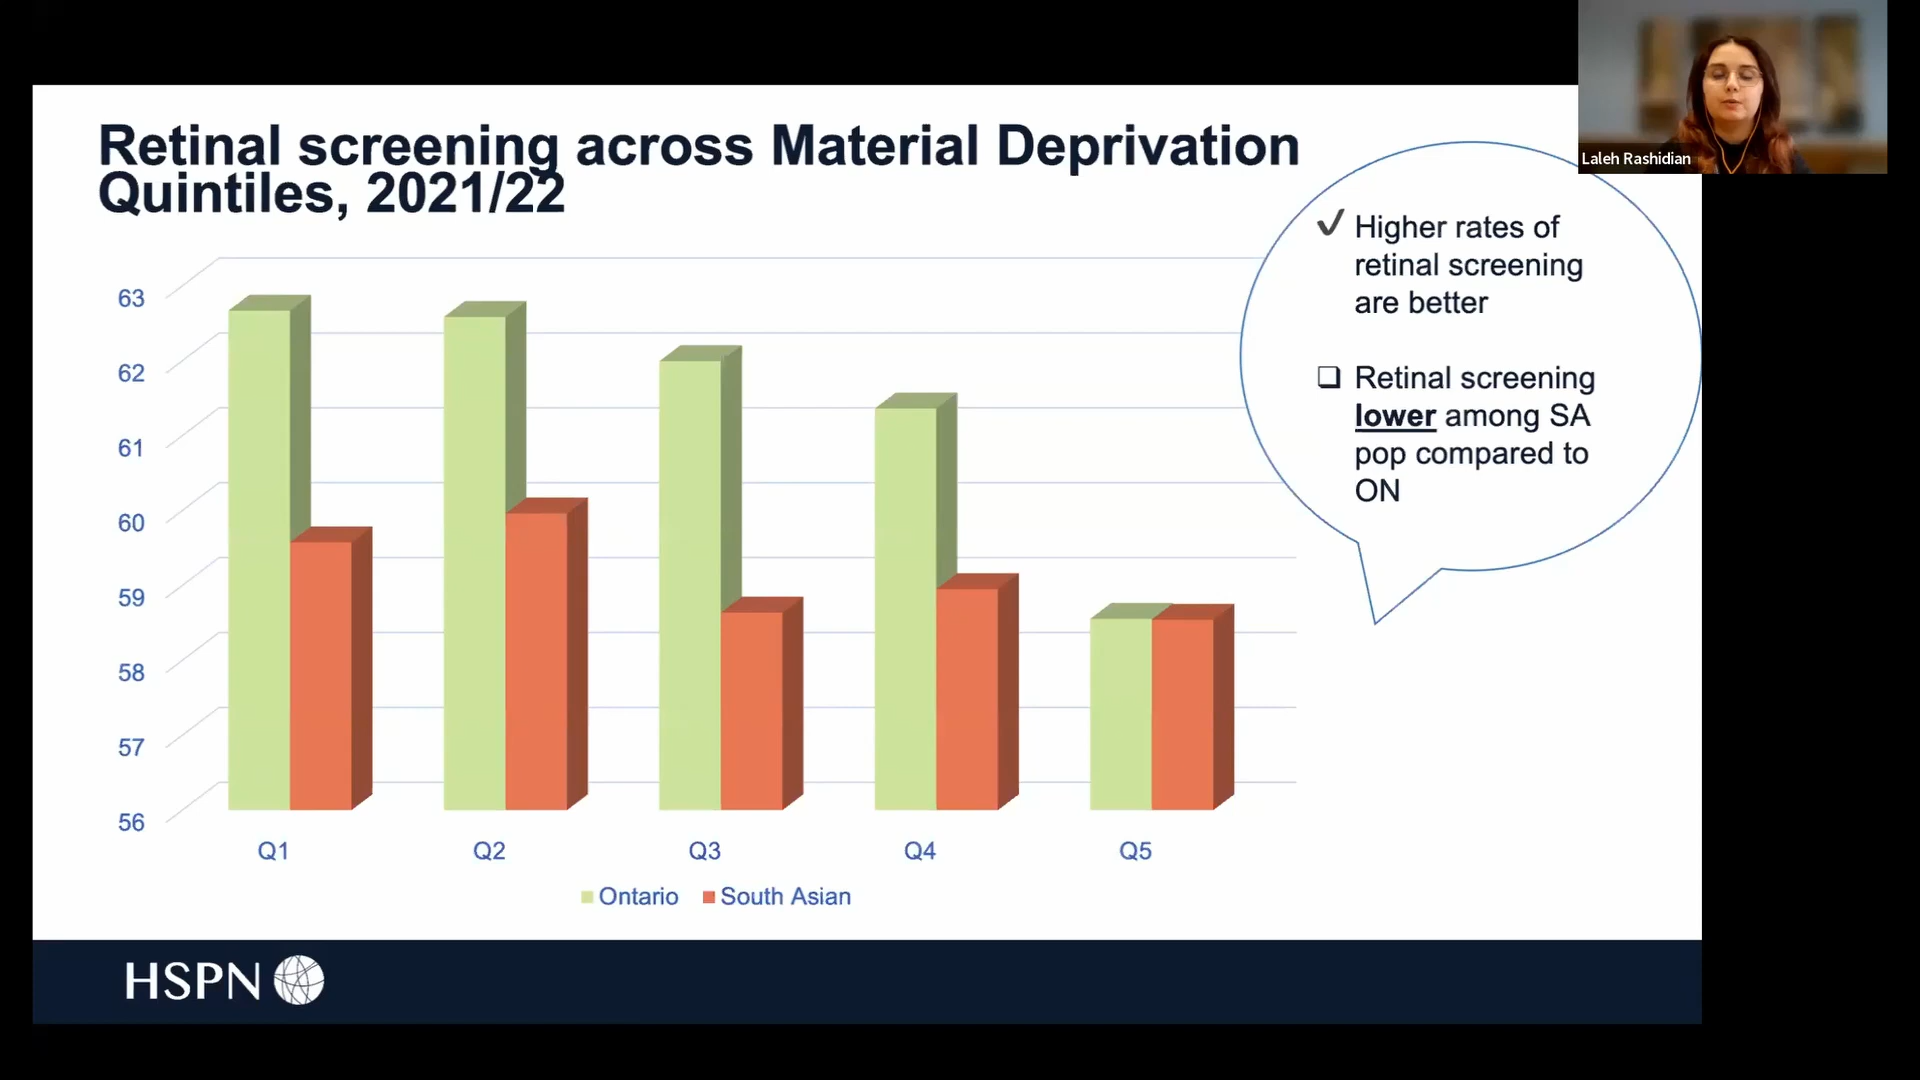 Retinal screening across Material Deprivation
Quintiles, 2021/22
Laleh Rashidian
✓ Higher rates of
retinal screening
are better
❑ Retinal screening
lower among SA
pop compared to
ON
63
62
61
60
59
58
57
56
Q1 Q2 Q3 Q4 Q5
Ontario South Asian
HSPN